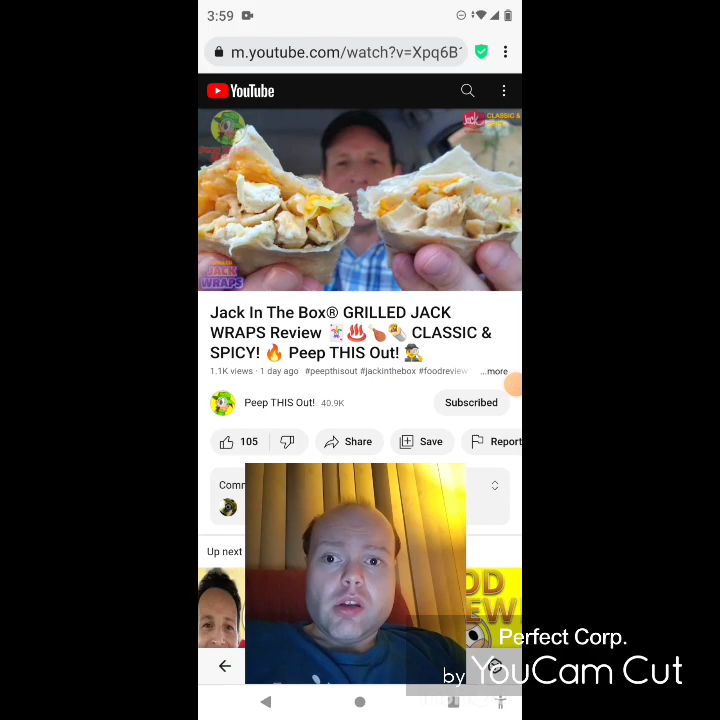 3:59
m.youtube.com/watch?v=Xpq6B
YouTube
Jack
CLASSIC &
JACK
WRAPS
Jack In The Box® GRILLED JACK
WRAPS Review 🃏♨️🍗🌯 CLASSIC &
SPICY! 🔥 Peep THIS Out! 🕵️
1.1K views · 1 day ago #peepthisout #jackinthebox #foodreview ...more
Peep THIS Out! 40.9K Subscribed
105 Share Save Report
Comm
Up next
Perfect Corp.
by YouCam Cut